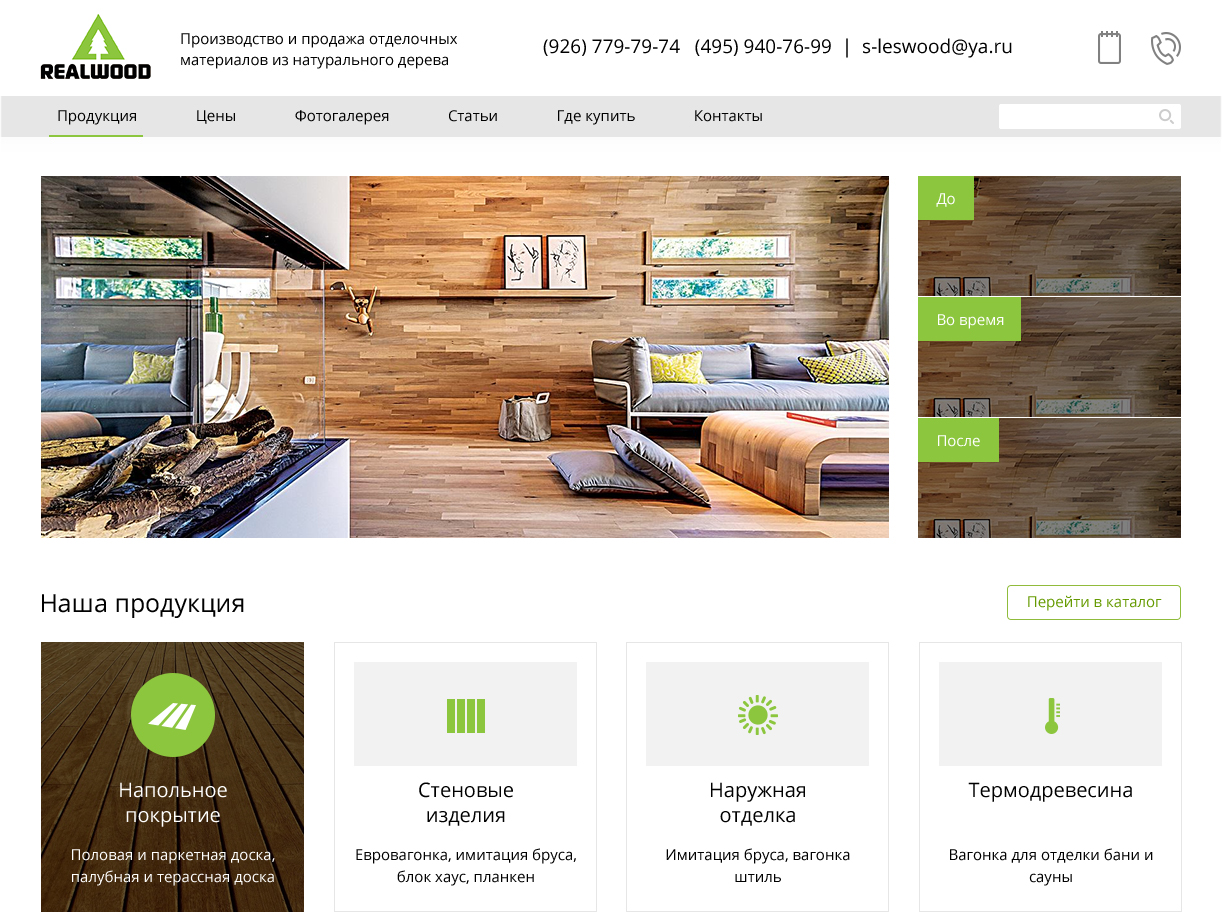 REALWOOD
Производство и продажа отделочных
материалов из натурального дерева
(926) 779-79-74 (495) 940-76-99 | s-leswood@ya.ru
Продукция Цены Фотогалерея Статьи Где купить Контакты
До
Во время
После
Наша продукция
Перейти в каталог
Напольное
покрытие
Половая и паркетная доска,
палубная и терассная доска
Стеновые
изделия
Евровагонка, имитация бруса,
блок хаус, планкен
Наружная
отделка
Имитация бруса, вагонка
штиль
Термодревесина
Вагонка для отделки бани и
сауны